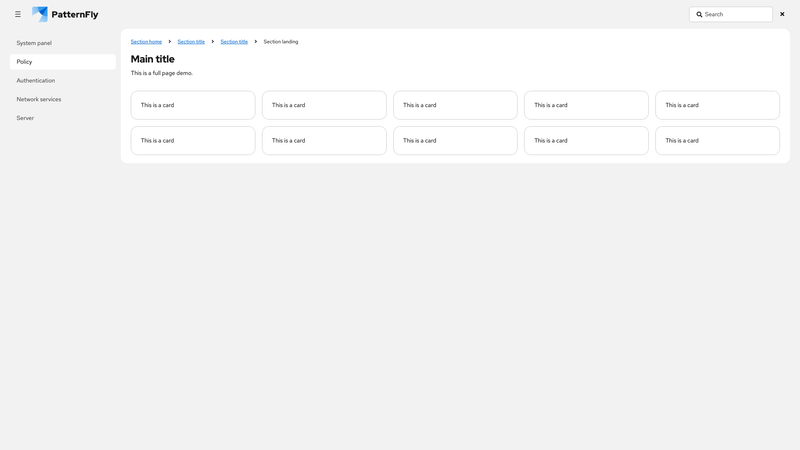 PatternFly
Search
System panel
Policy
Authentication
Network services
Server
Section home
Section title
Section title
Section landing
Main title
This is a full page demo.
This is a card
This is a card
This is a card
This is a card
This is a card
This is a card
This is a card
This is a card
This is a card
This is a card